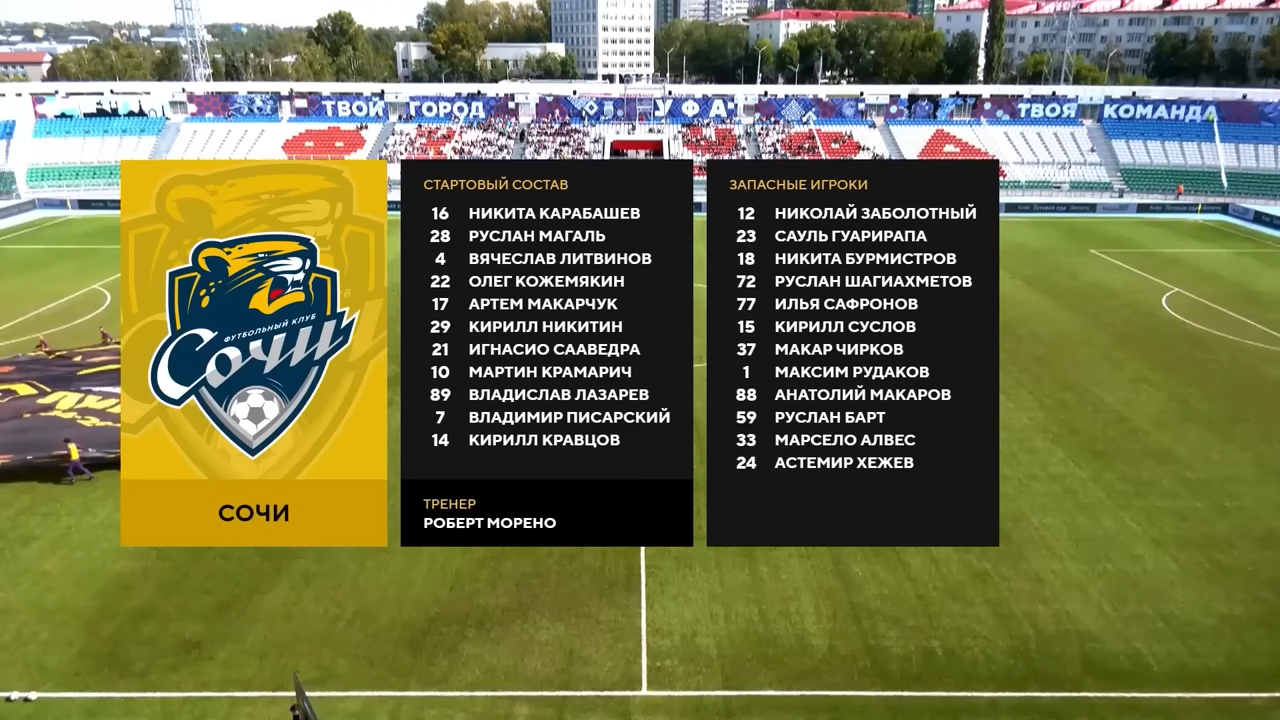 ТВОЙ ГОРОД УФА ТВОЯ КОМАНДА
ФК УФА
ФУТБОЛЬНЫЙ КЛУБ
Сочи
СОЧИ
СТАРТОВЫЙ СОСТАВ
16 НИКИТА КАРАБАШЕВ
28 РУСЛАН МАГАЛЬ
4 ВЯЧЕСЛАВ ЛИТВИНОВ
22 ОЛЕГ КОЖЕМЯКИН
17 АРТЕМ МАКАРЧУК
29 КИРИЛЛ НИКИТИН
21 ИГНАСИО СААВЕДРА
10 МАРТИН КРАМАРИЧ
89 ВЛАДИСЛАВ ЛАЗАРЕВ
7 ВЛАДИМИР ПИСАРСКИЙ
14 КИРИЛЛ КРАВЦОВ
ТРЕНЕР
РОБЕРТ МОРЕНО
ЗАПАСНЫЕ ИГРОКИ
12 НИКОЛАЙ ЗАБОЛОТНЫЙ
23 САУЛЬ ГУАРИРАПА
18 НИКИТА БУРМИСТРОВ
72 РУСЛАН ШАГИАХМЕТОВ
77 ИЛЬЯ САФРОНОВ
15 КИРИЛЛ СУСЛОВ
37 МАКАР ЧИРКОВ
1 МАКСИМ РУДАКОВ
88 АНАТОЛИЙ МАКАРОВ
59 РУСЛАН БАРТ
33 МАРСЕЛО АЛВЕС
24 АСТЕМИР ХЕЖЕВ